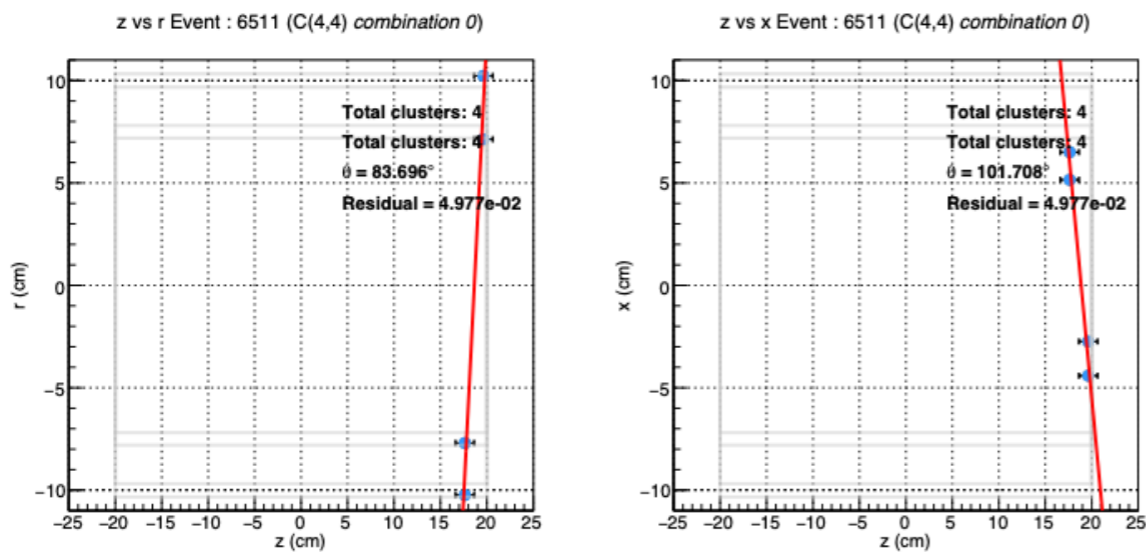 z vs r Event : 6511 (C(4,4) combination 0)
10
5
0
−5
−10
r (cm)
Total clusters: 4
Total clusters: 4
θ = 83.696°
Residual = 4.977e-02
−25 −20 −15 −10 −5 0 5 10 15 20 25
z (cm)
z vs x Event : 6511 (C(4,4) combination 0)
10
5
0
−5
−10
x (cm)
Total clusters: 4
Total clusters: 4
θ = 101.708°
Residual = 4.977e-02
−25 −20 −15 −10 −5 0 5 10 15 20 25
z (cm)